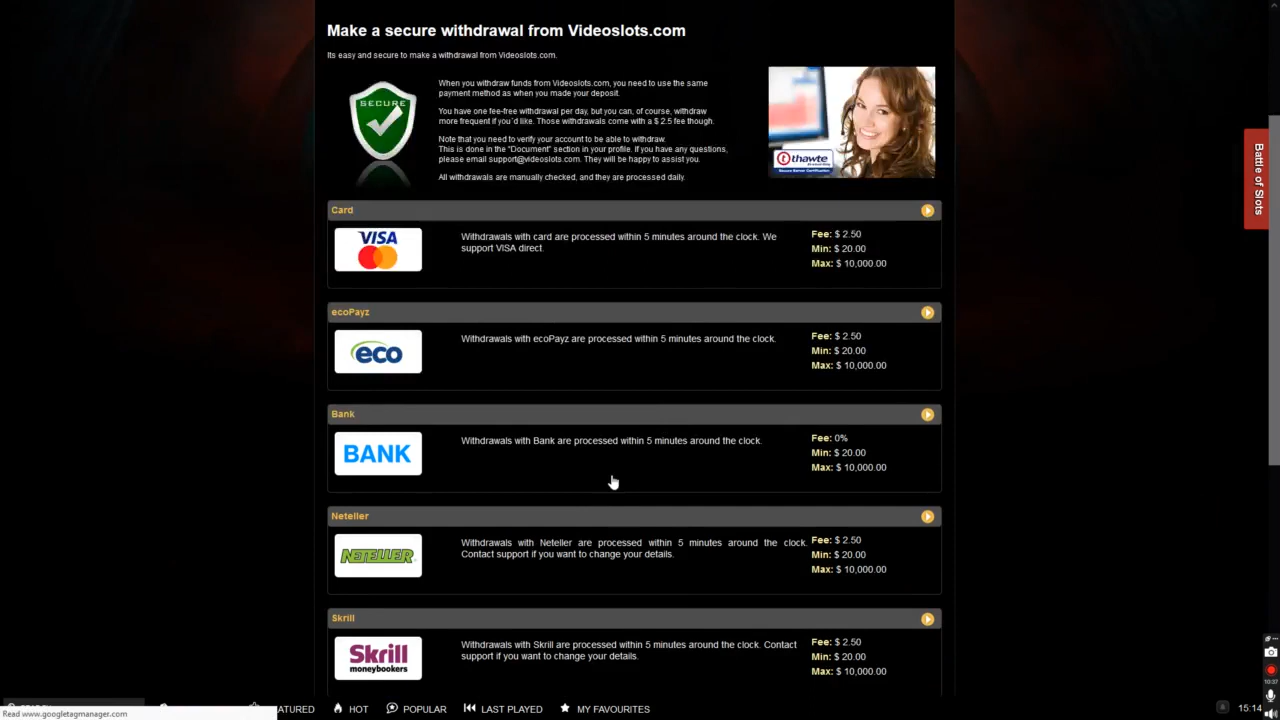 Make a secure withdrawal from Videoslots.com
Its easy and secure to make a withdrawal from Videoslots.com.
SECURE
When you withdraw funds from Videoslots.com, you need to use the same
payment method as when you made your deposit.
You have one fee-free withdrawal per day, but you can, of course, withdraw
more frequent if you´d like. Those withdrawals come with a $ 2.5 fee though.
Note that you need to verify your account to be able to withdraw.
This is done in the "Document" section in your profile. If you have any questions,
please email support@videoslots.com. They will be happy to assist you.
All withdrawals are manually checked, and they are processed daily.
thawte
Secure Server Certification
Battle of Slots
Card
VISA
Withdrawals with card are processed within 5 minutes around the clock. We
support VISA direct.
Fee: $ 2.50
Min: $ 20.00
Max: $ 10,000.00
ecoPayz
eco
Withdrawals with ecoPayz are processed within 5 minutes around the clock.
Fee: $ 2.50
Min: $ 20.00
Max: $ 10,000.00
Bank
BANK
Withdrawals with Bank are processed within 5 minutes around the clock.
Fee: 0%
Min: $ 20.00
Max: $ 10,000.00
Neteller
NETELLER
Withdrawals with Neteller are processed within 5 minutes around the clock.
Contact support if you want to change your details.
Fee: $ 2.50
Min: $ 20.00
Max: $ 10,000.00
Skrill
Skrill
moneybookers
Withdrawals with Skrill are processed within 5 minutes around the clock. Contact
support if you want to change your details.
Fee: $ 2.50
Min: $ 20.00
Max: $ 10,000.00
10:37
ATURED
HOT
POPULAR
LAST PLAYED
MY FAVOURITES
15:14
Read www.googletagmanager.com